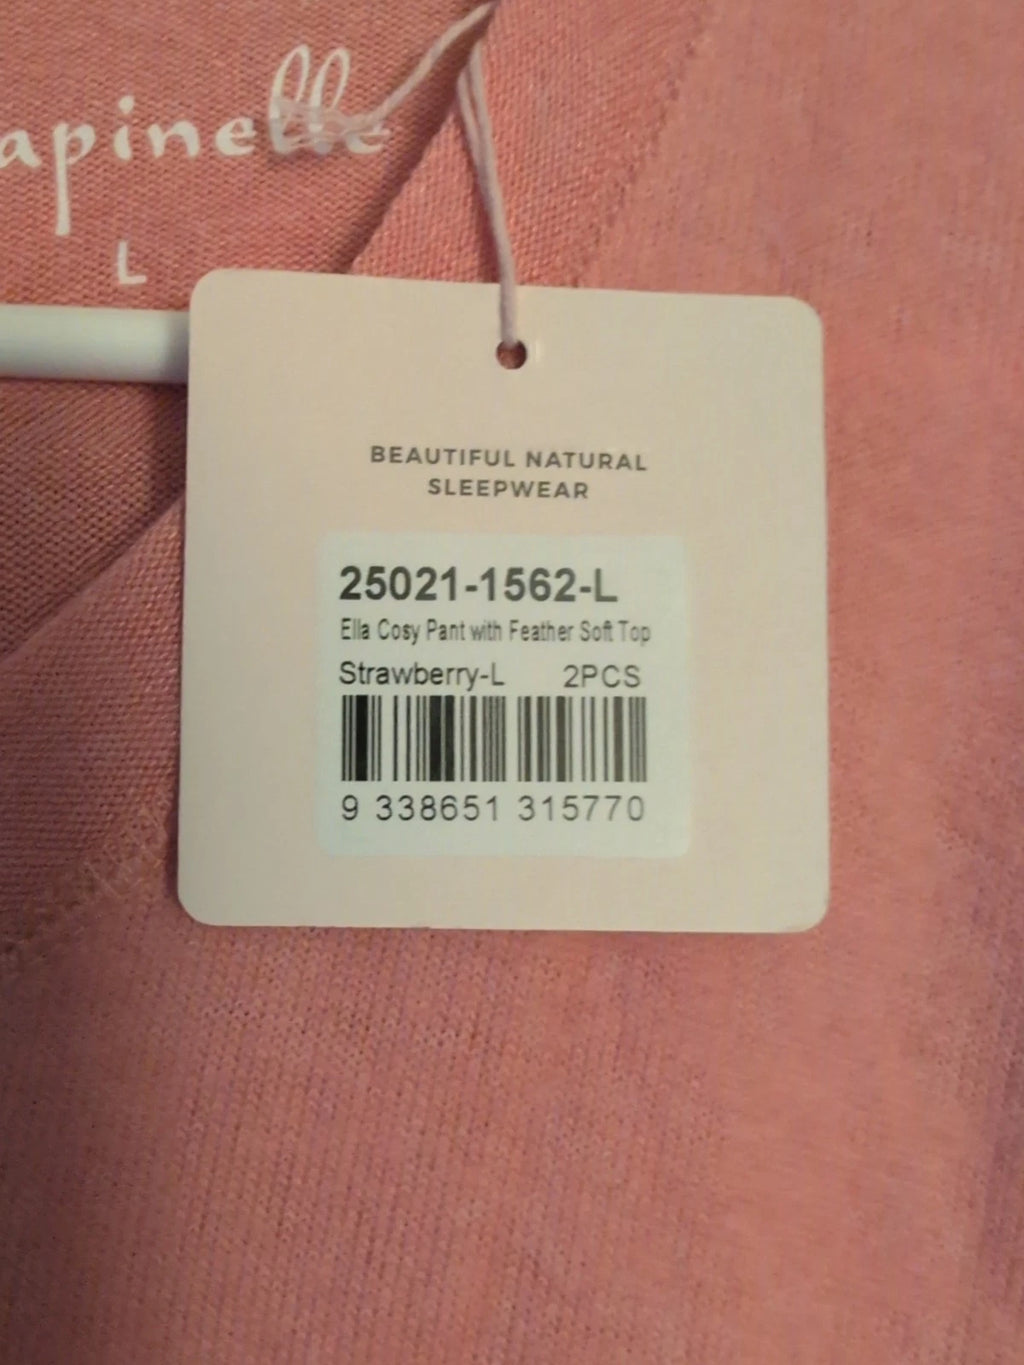 apinelle
L
BEAUTIFUL NATURAL
SLEEPWEAR
25021-1562-L
Ella Cosy Pant with Feather Soft Top
Strawberry-L 2PCS
9 338651 315770